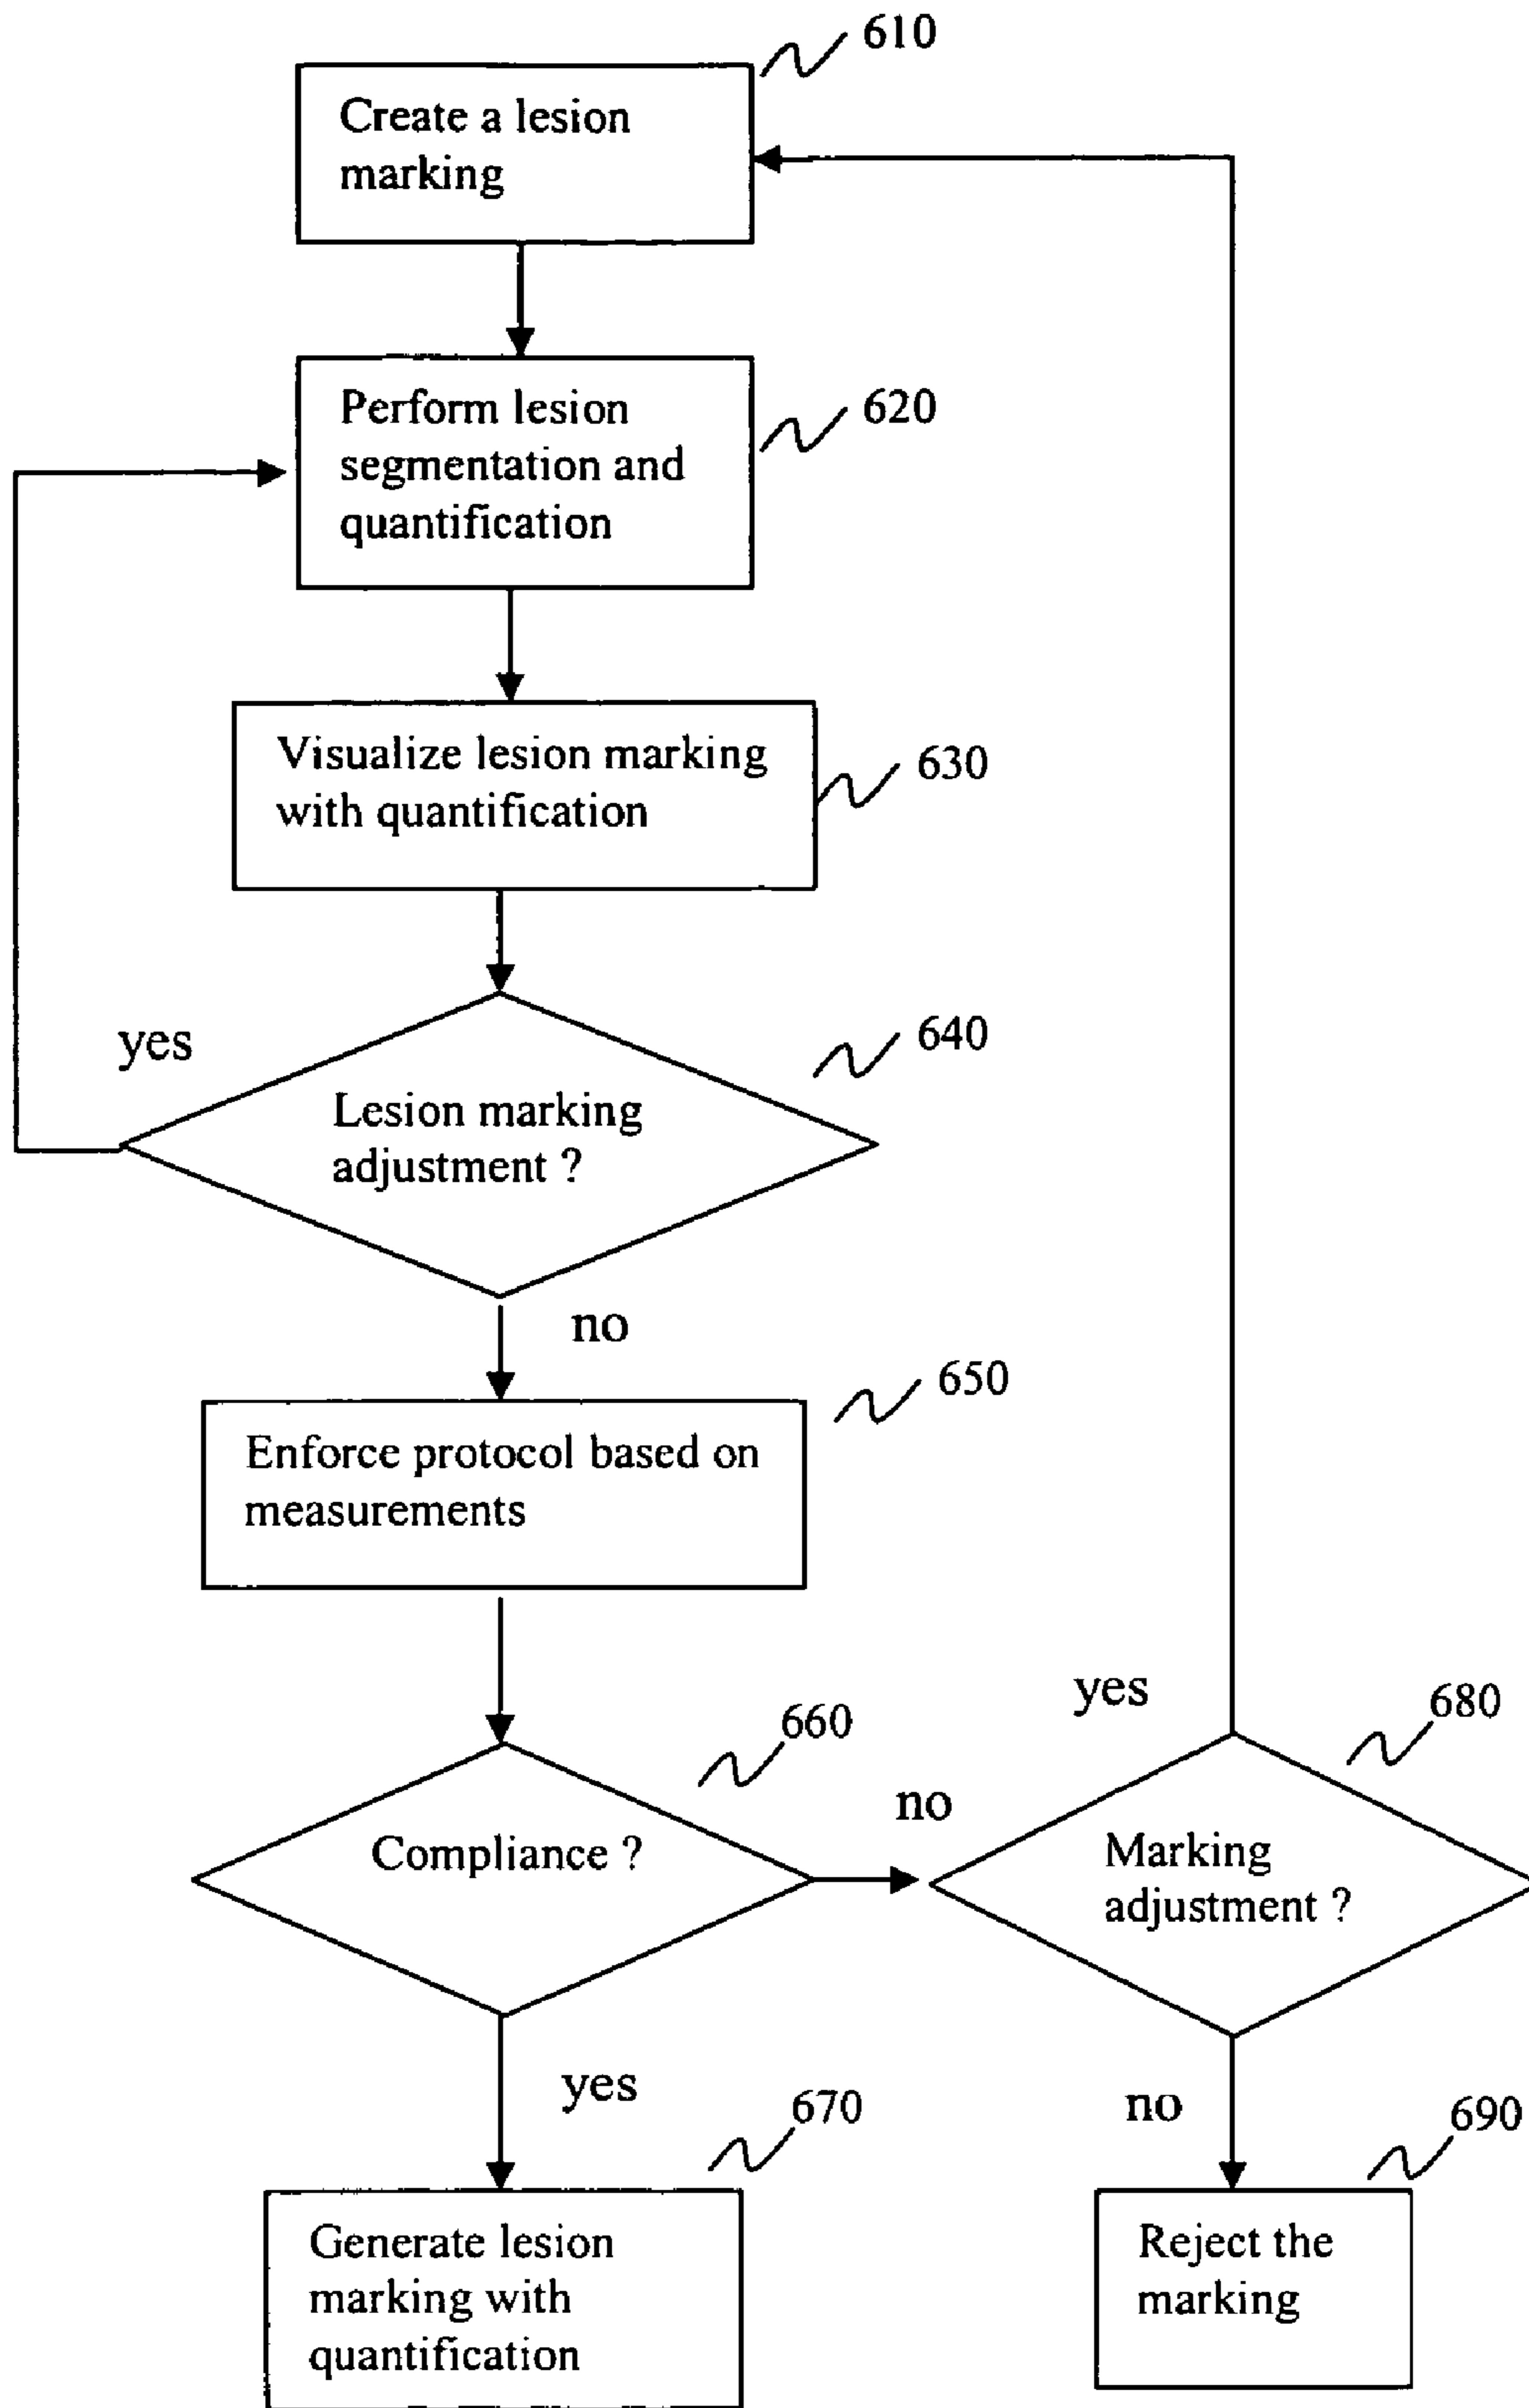 610
Create a lesion
marking
Perform lesion
segmentation and
quantification
620
Visualize lesion marking
with quantification
630
yes
640
Lesion marking
adjustment ?
no
650
Enforce protocol based on
measurements
660
yes
680
no
Compliance ?
Marking
adjustment ?
yes
670
no
690
Generate lesion
marking with
quantification
Reject the
marking